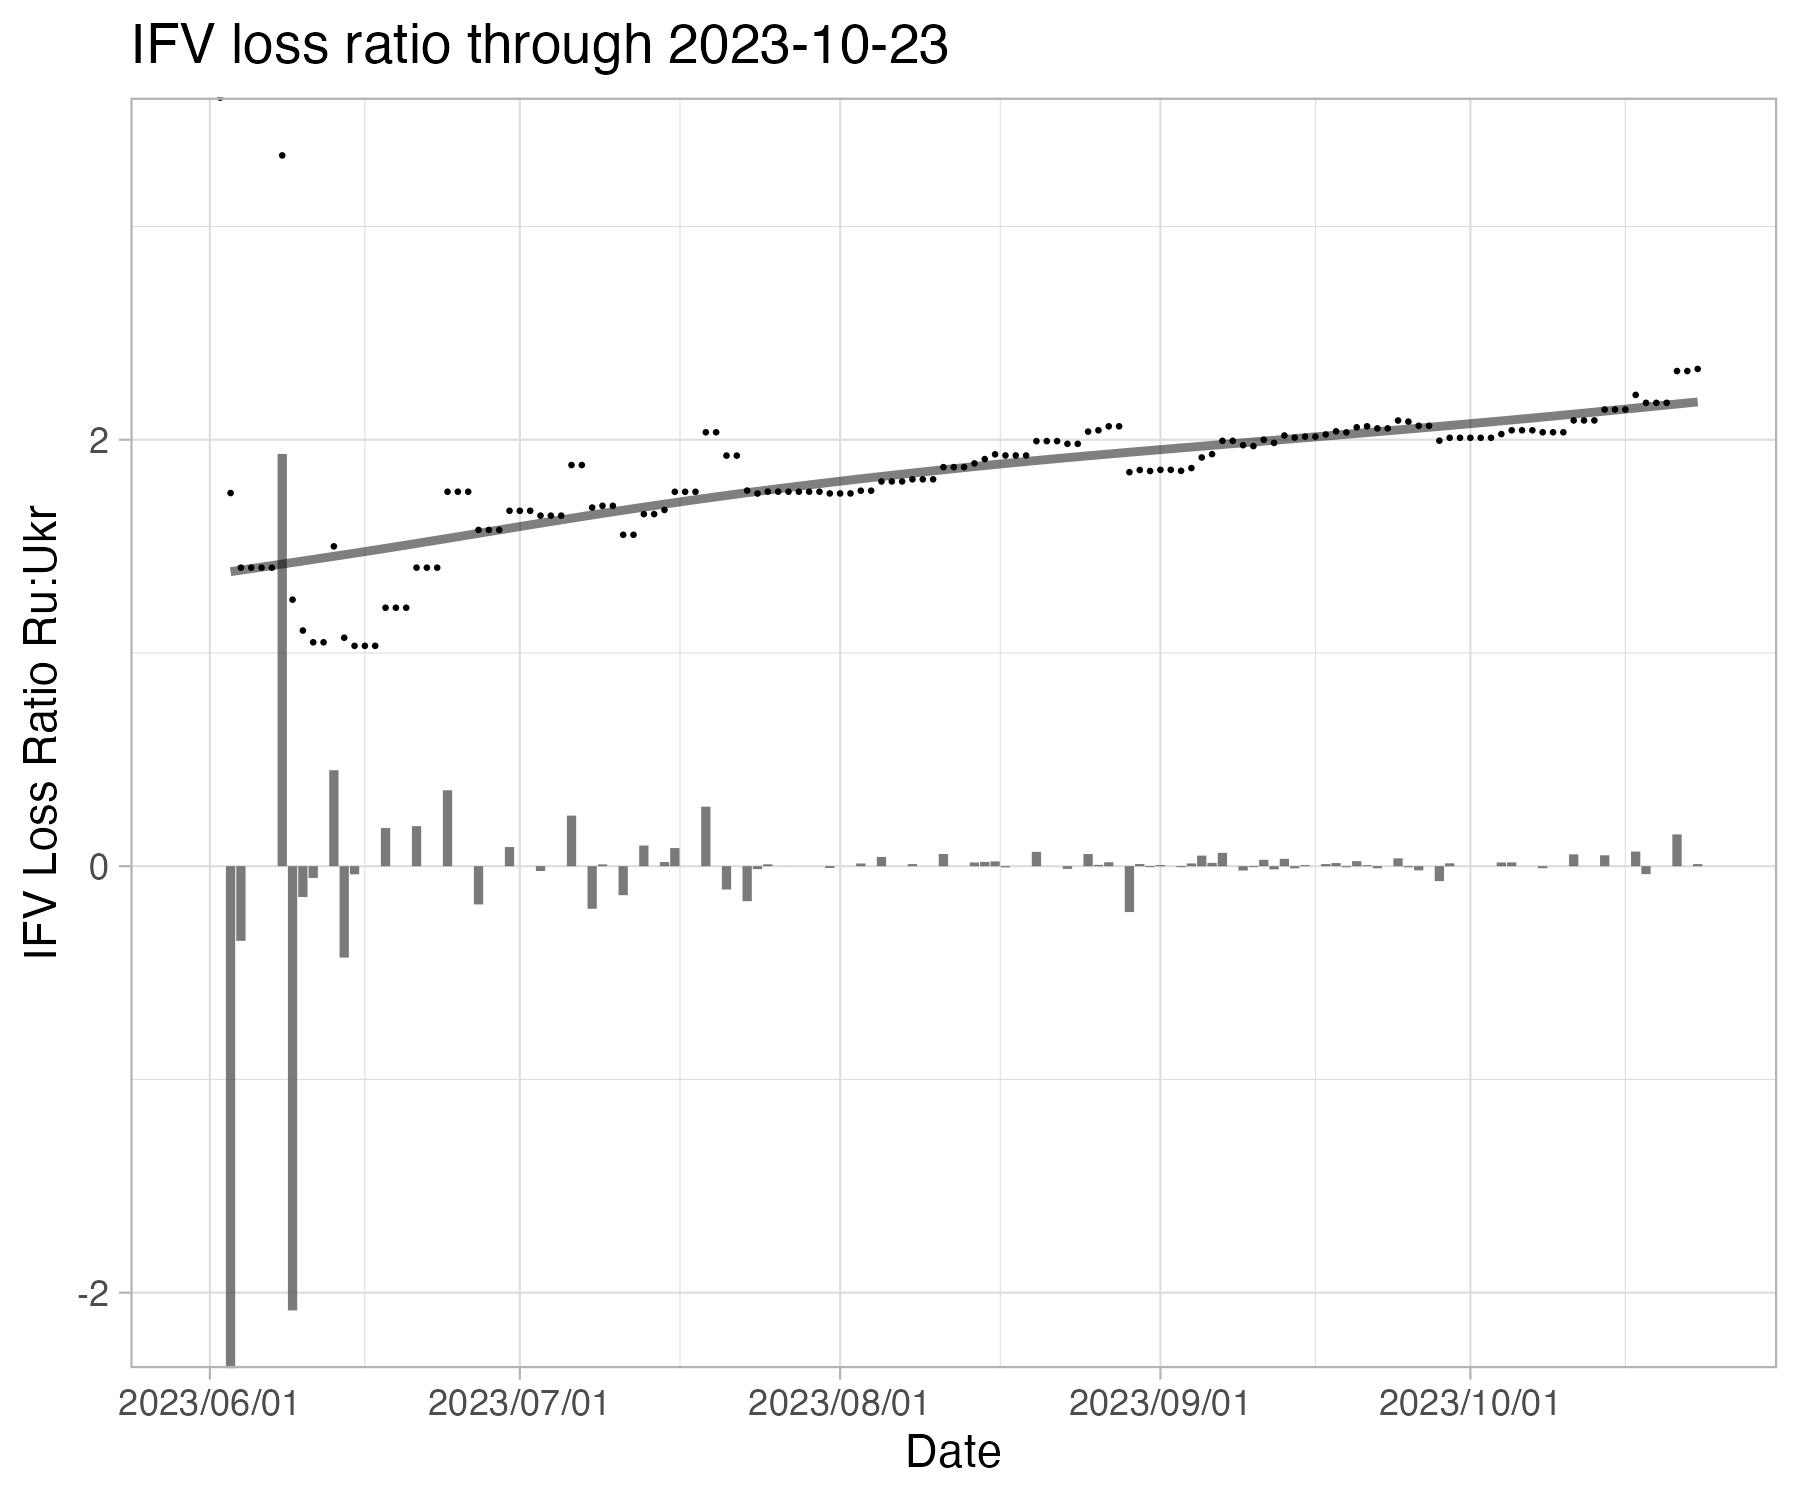 IFV loss ratio through 2023-10-23
IFV Loss Ratio Ru:Ukr
2
0
-2
2023/06/01 2023/07/01 2023/08/01 2023/09/01 2023/10/01
Date